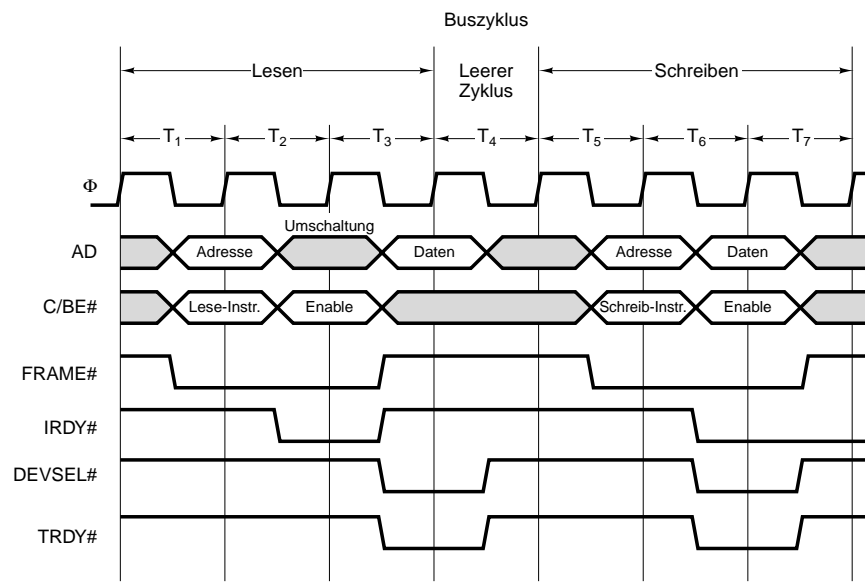 Buszyklus
Lesen
Leerer
Zyklus
Schreiben
T1 T2 T3 T4 T5 T6 T7
Φ
Umschaltung
AD Adresse Daten Adresse Daten
C/BE# Lese-Instr. Enable Schreib-Instr. Enable
FRAME#
IRDY#
DEVSEL#
TRDY#